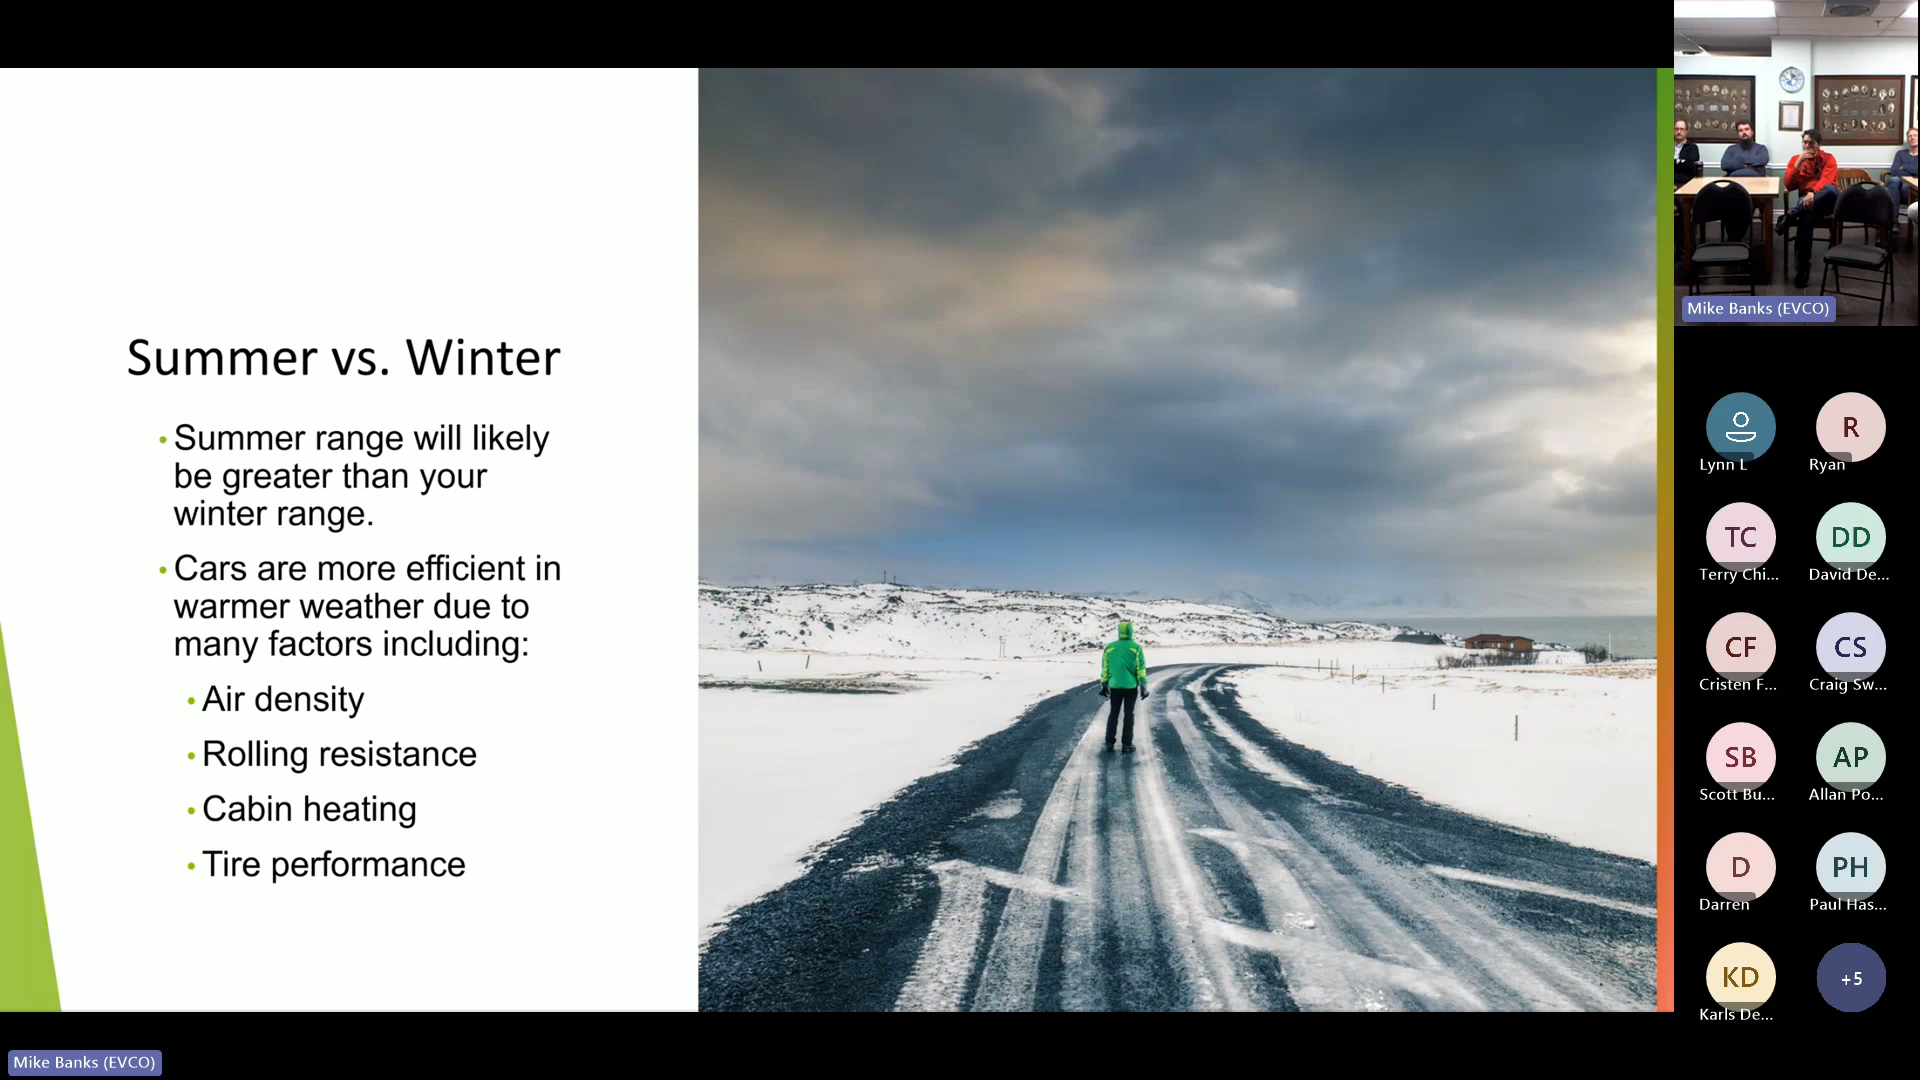 Summer vs. Winter
• Summer range will likely
be greater than your
winter range.
• Cars are more efficient in
warmer weather due to
many factors including:
• Air density
• Rolling resistance
• Cabin heating
• Tire performance
Mike Banks (EVCO)
Mike Banks (EVCO)
R
Lynn L
Ryan
TC
DD
Terry Chi...
David De...
CF
CS
Cristen F...
Craig Sw...
SB
AP
Scott Bu...
Allan Po...
D
PH
Darren
Paul Has...
KD
+5
Karls De...